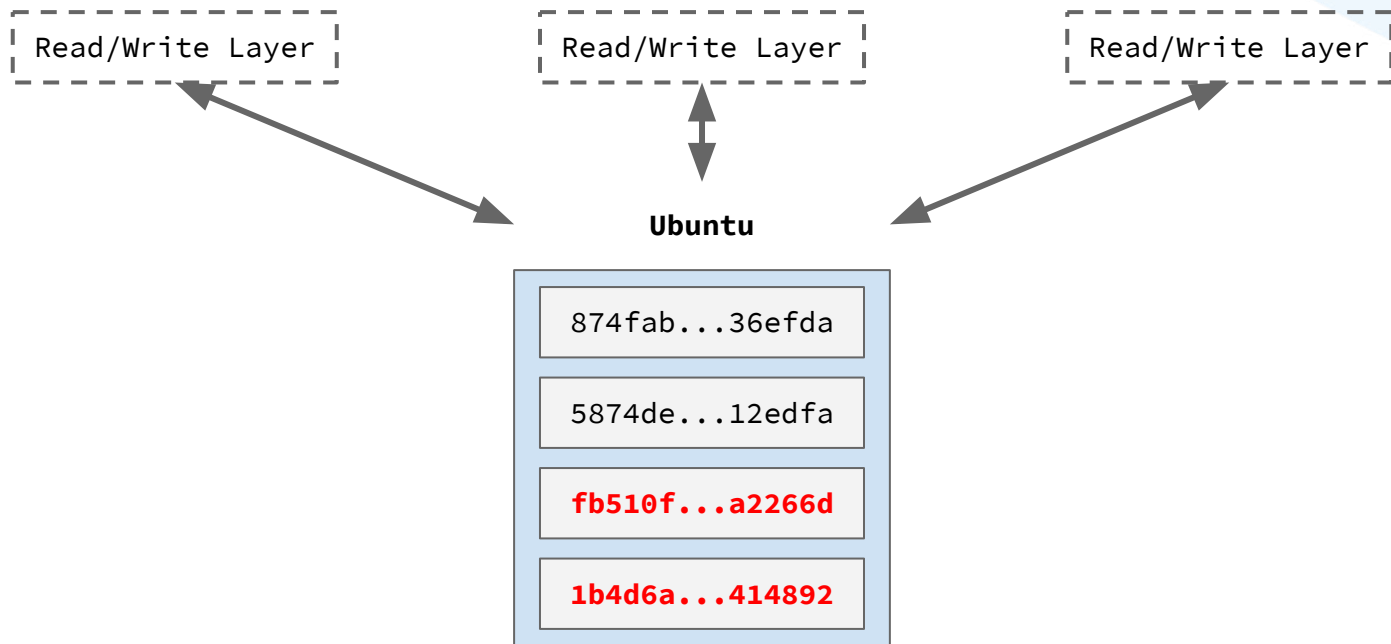 Read/Write Layer
Read/Write Layer
Read/Write Layer
Ubuntu
874fab...36efda
5874de...12edfa
fb510f...a2266d
1b4d6a...414892